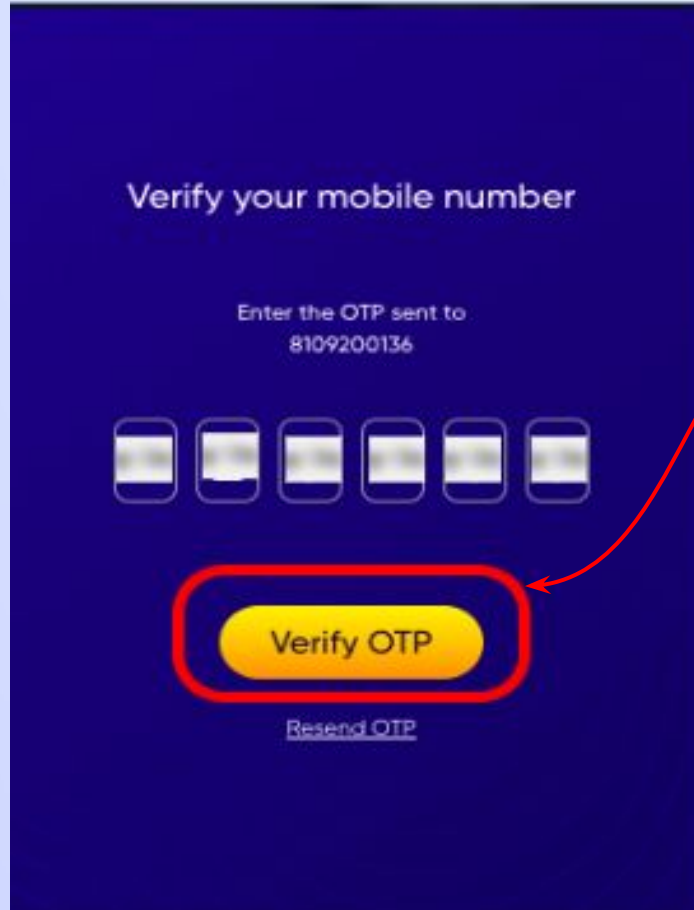 Verify your mobile number
Enter the OTP sent to
8109200136
Verify OTP
Resend OTP